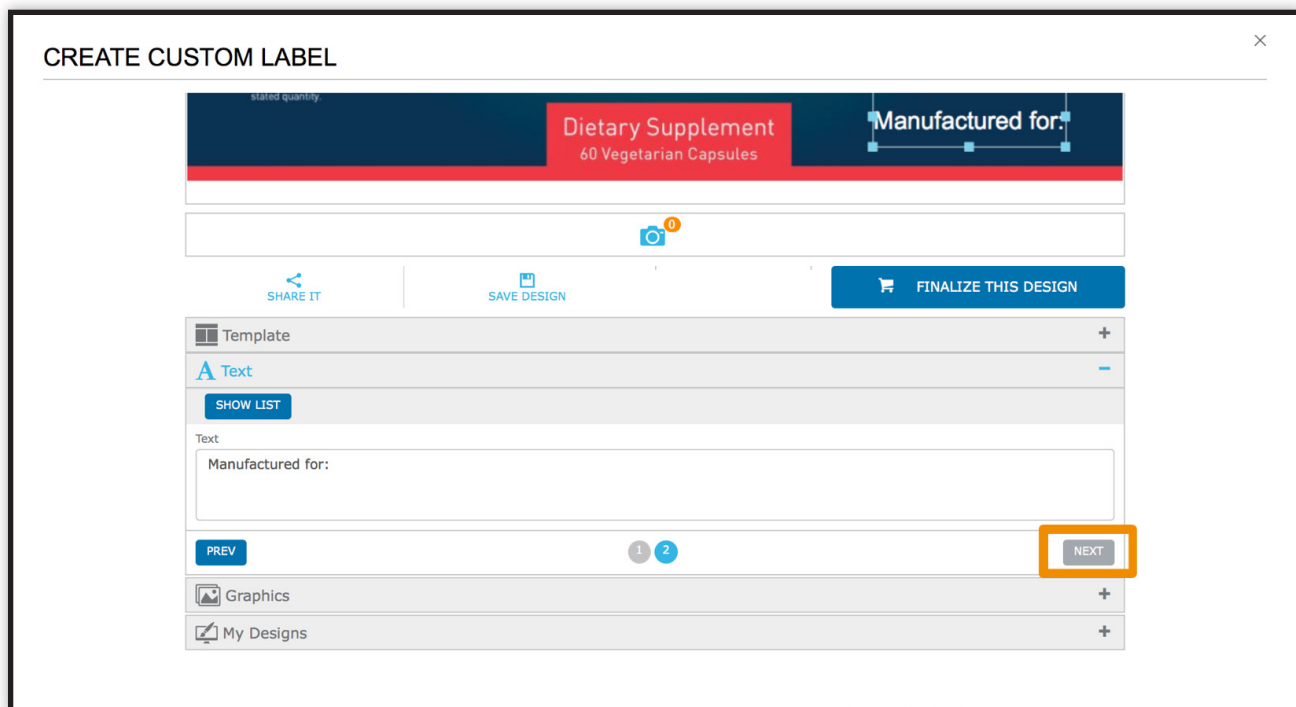 CREATE CUSTOM LABEL
×
stated quantity.
Dietary Supplement
60 Vegetarian Capsules
Manufactured for:
0
SHARE IT
SAVE DESIGN
FINALIZE THIS DESIGN
Template
+
A Text
−
SHOW LIST
Text
Manufactured for:
PREV
1 2
NEXT
Graphics
+
My Designs
+